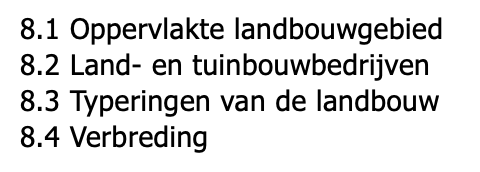 8.1 Oppervlakte landbouwgebied
8.2 Land- en tuinbouwbedrijven
8.3 Typeringen van de landbouw
8.4 Verbreding